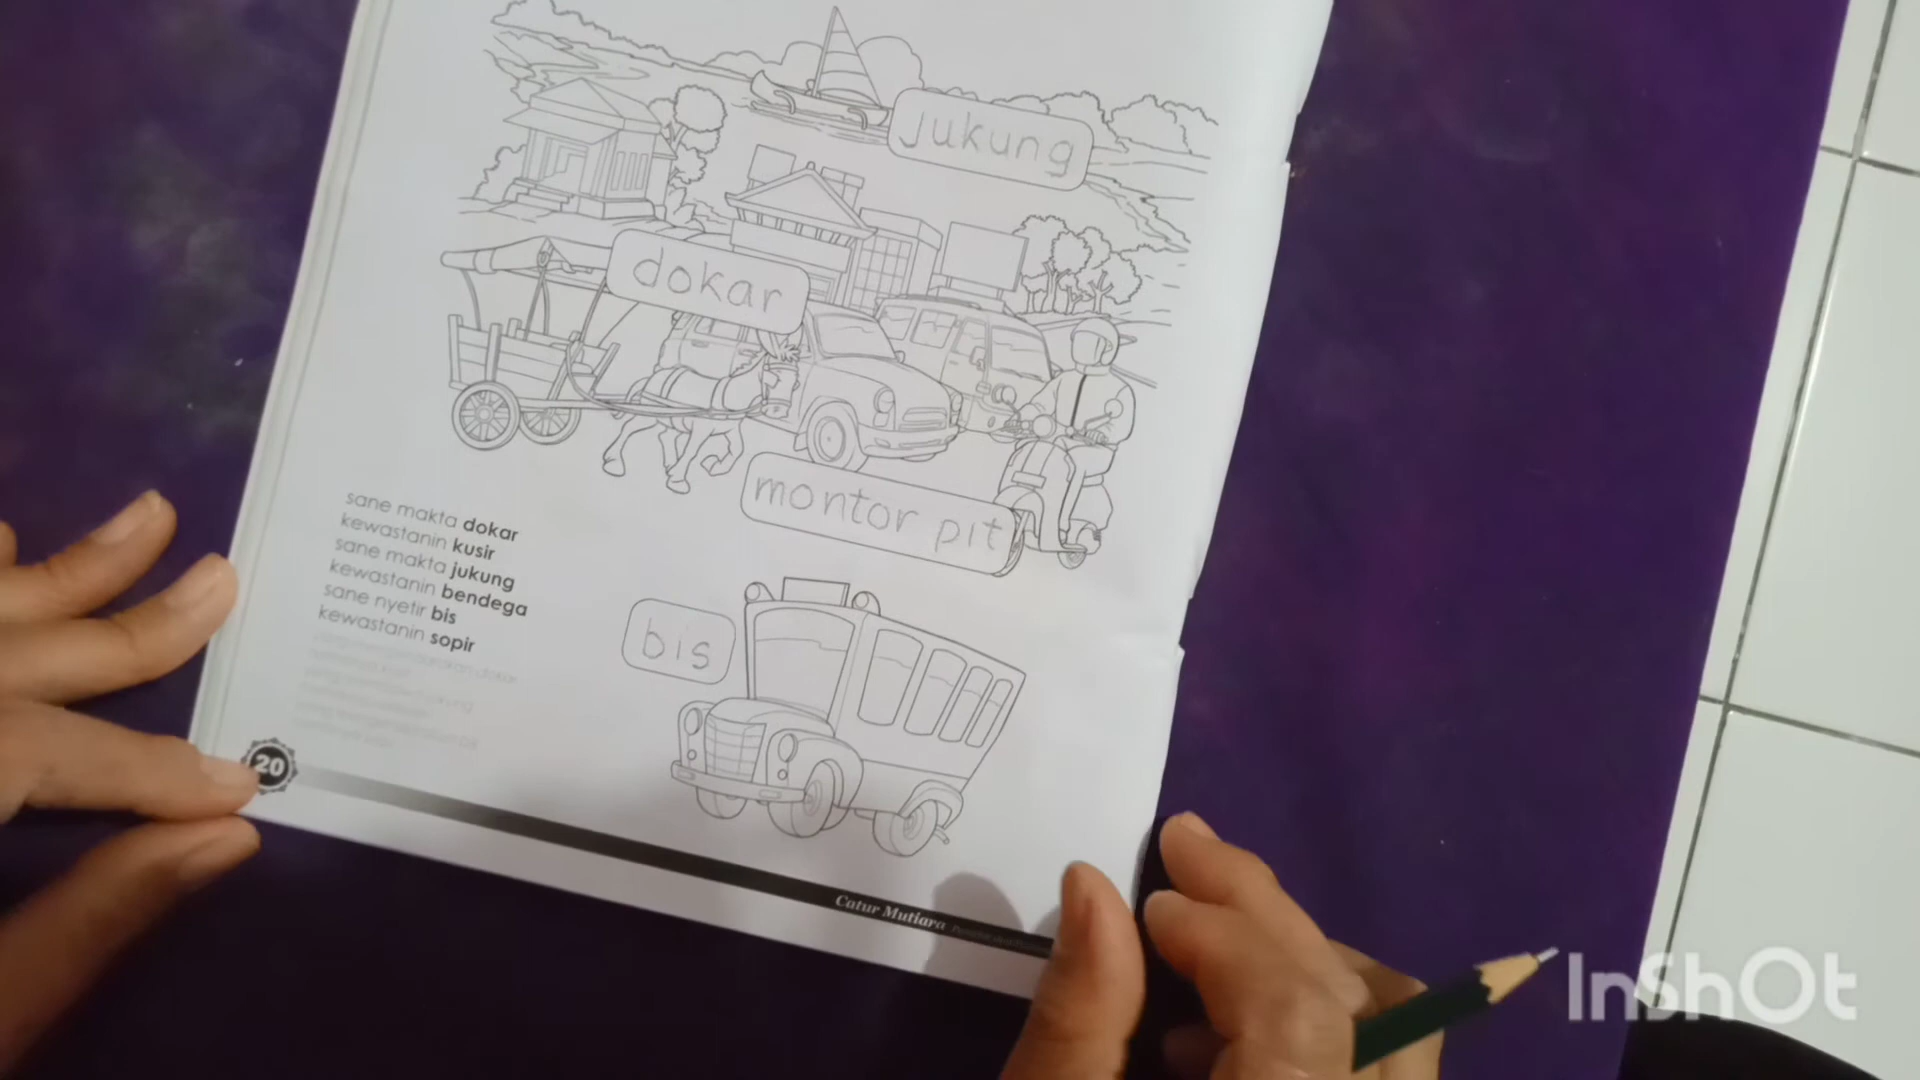 jukung
dokar
montor pit
sane makta dokar
kewastanin kusir
sane makta jukung
kewastanin bendega
sane nyetir bis
kewastanin sopir
bis
20
Catur Mutiara
InShOt